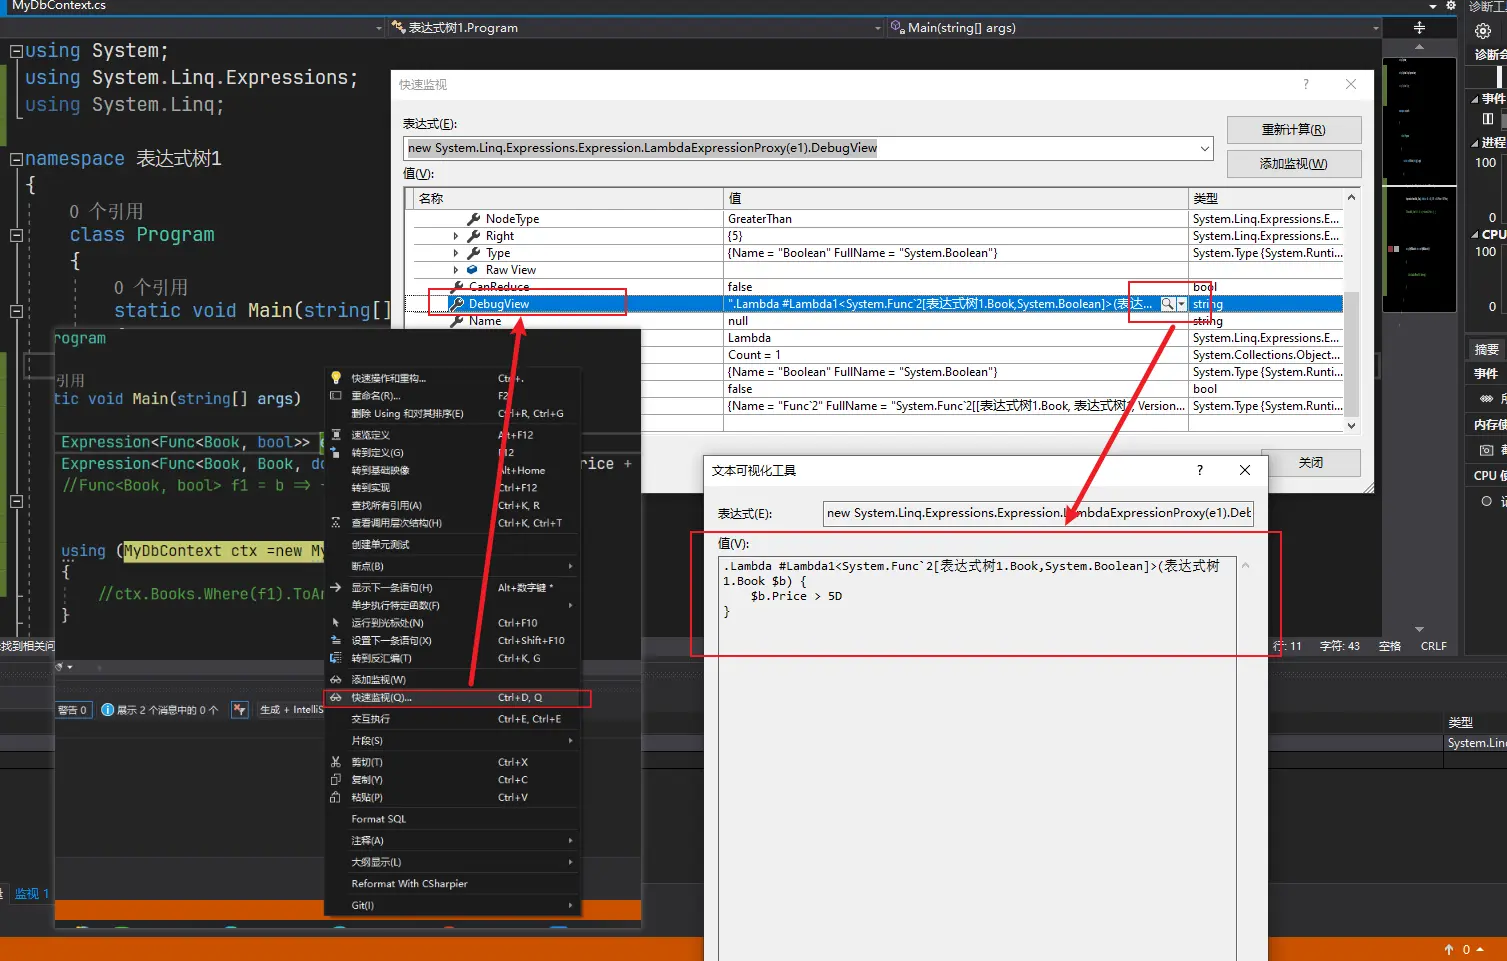 MyDbContext.cs
诊断工
表达式树1.Program
Main(string[] args)
using System;
using System.Linq.Expressions;
using System.Linq;
namespace 表达式树1
{
0 个引用
class Program
{
0 个引用
static void Main(string[]
快速监视
?
表达式(E):
new System.Linq.Expressions.Expression.LambdaExpressionProxy(e1).DebugView
重新计算(R)
添加监视(W)
值(V):
名称 值 类型
NodeType GreaterThan System.Linq.Expressions.E...
Right {5} System.Linq.Expressions.E...
Type {Name = "Boolean" FullName = "System.Boolean"} System.Type {System.Runti...
Raw View
CanReduce false bool
DebugView ".Lambda #Lambda1<System.Func`2[表达式树1.Book,System.Boolean]>(表达... string
Name null string
Lambda System.Linq.Expressions.E...
Count = 1 System.Collections.Object...
{Name = "Boolean" FullName = "System.Boolean"} System.Type {System.Runti...
false bool
{Name = "Func`2" FullName = "System.Func`2[[表达式树1.Book, 表达式树1, Version... System.Type {System.Runti...
关闭
rogram
引用
tic void Main(string[] args)
Expression<Func<Book, bool>>
Expression<Func<Book, Book, do
rice +
//Func<Book, bool> f1 = b =>
using (MyDbContext ctx =new My
{
//ctx.Books.Where(f1).ToAr
}
快速操作和重构... Ctrl+.
重命名(R)... F2
删除 Using 和对其排序(E) Ctrl+R, Ctrl+G
速览定义 Alt+F12
转到定义(G) F12
转到基础映像 Alt+Home
转到实现 Ctrl+F12
查找所有引用(A) Ctrl+K, R
查看调用层次结构(H) Ctrl+K, Ctrl+T
创建单元测试
断点(B)
显示下一条语句(H) Alt+数字键 *
单步执行特定函数(F)
运行到光标处(N) Ctrl+F10
设置下一条语句(X) Ctrl+Shift+F10
转到反汇编(T) Ctrl+K, G
添加监视(W)
快速监视(Q)... Ctrl+D, Q
交互执行 Ctrl+E, Ctrl+E
片段(S)
剪切(T) Ctrl+X
复制(Y) Ctrl+C
粘贴(P) Ctrl+V
Format SQL
注释(A)
大纲显示(L)
Reformat With CSharpier
Git(I)
文本可视化工具
?
表达式(E):
new System.Linq.Expressions.Expression.LambdaExpressionProxy(e1).Deb
值(V):
.Lambda #Lambda1<System.Func`2[表达式树1.Book,System.Boolean]>(表达式树
1.Book $b) {
$b.Price > 5D
}
找到相关问
警告 0
展示 2 个消息中的 0 个
生成 + IntelliS
监视 1
行: 11 字符: 43 空格 CRLF
类型
System.Linc
0
诊断会
事件
进程
100
0
CPU
100
0
摘要
事件
内存使
CPU 使